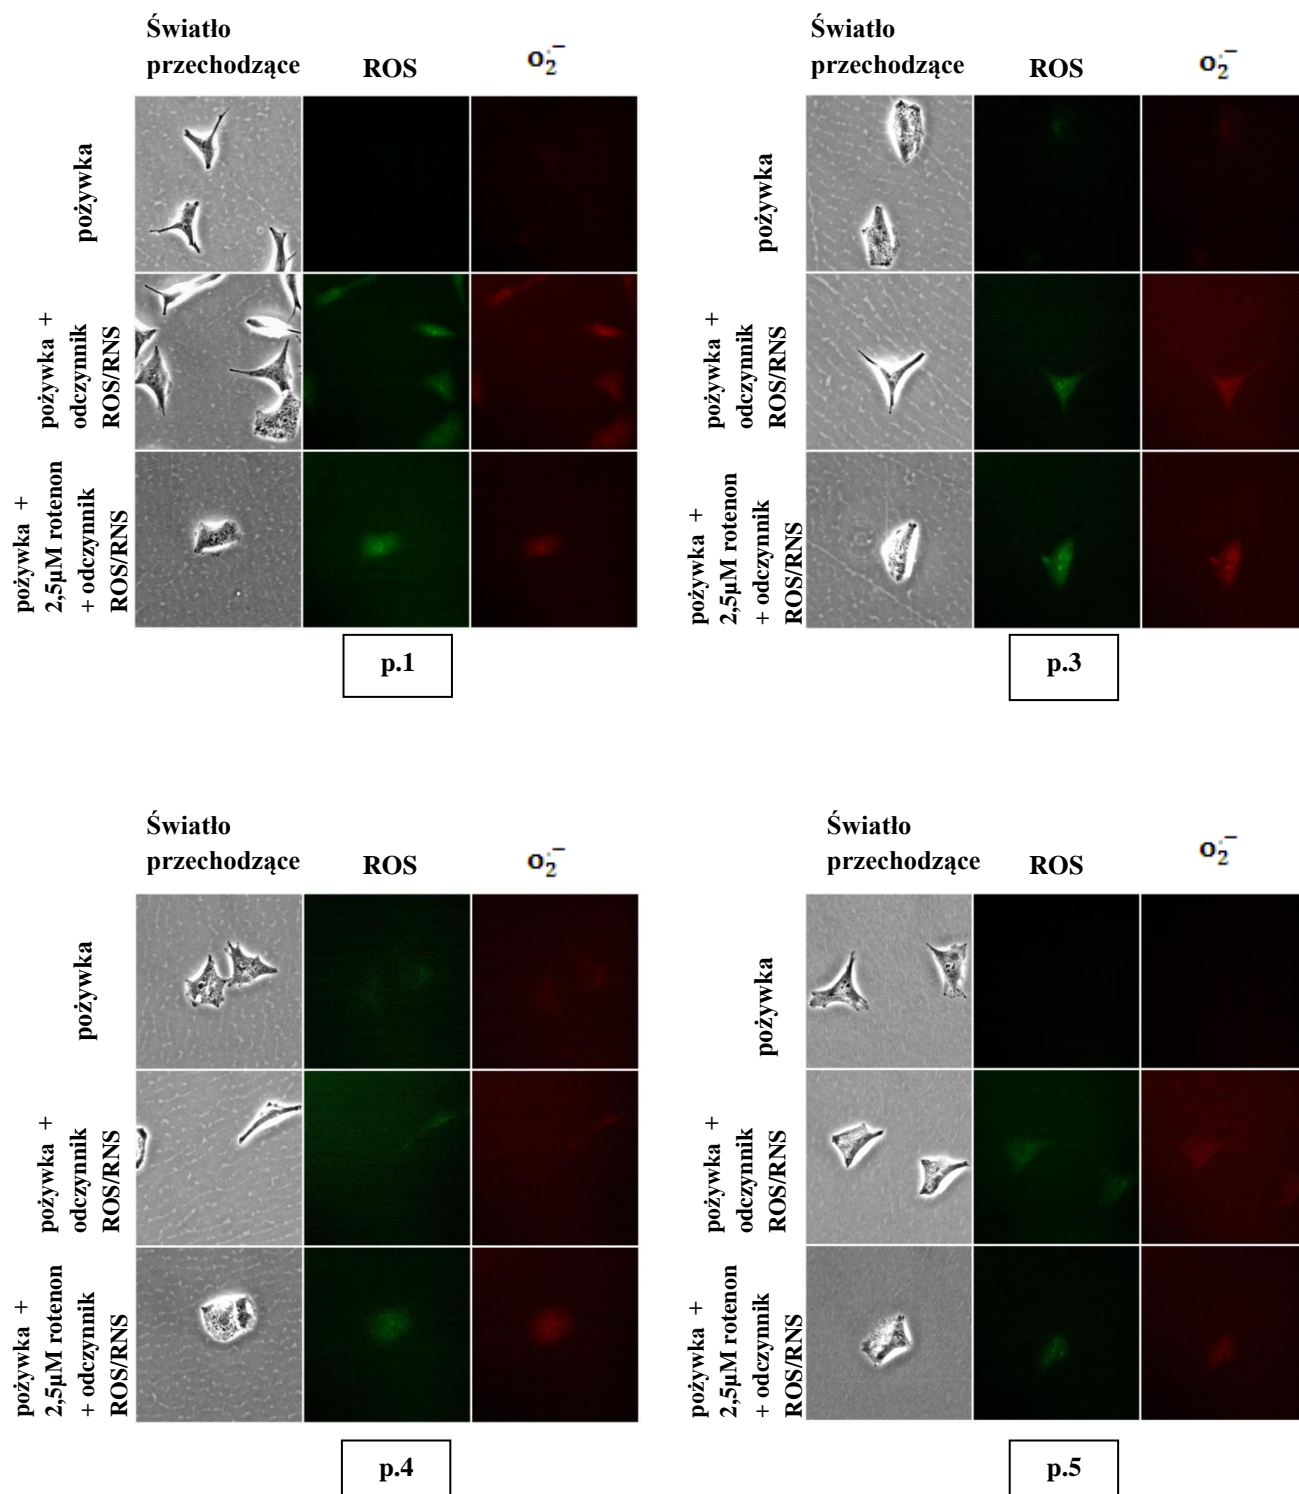 Światło
przechodzące
ROS
O₂·⁻
pożywka
pożywka +
odczynnik
ROS/RNS
pożywka +
2,5µM rotenon
+ odczynnik
ROS/RNS
p.1
Światło
przechodzące
ROS
O₂·⁻
pożywka
pożywka +
odczynnik
ROS/RNS
pożywka +
2,5µM rotenon
+ odczynnik
ROS/RNS
p.3
Światło
przechodzące
ROS
O₂·⁻
pożywka
pożywka +
odczynnik
ROS/RNS
pożywka +
2,5µM rotenon
+ odczynnik
ROS/RNS
p.4
Światło
przechodzące
ROS
O₂·⁻
pożywka
pożywka +
odczynnik
ROS/RNS
pożywka +
2,5µM rotenon
+ odczynnik
ROS/RNS
p.5